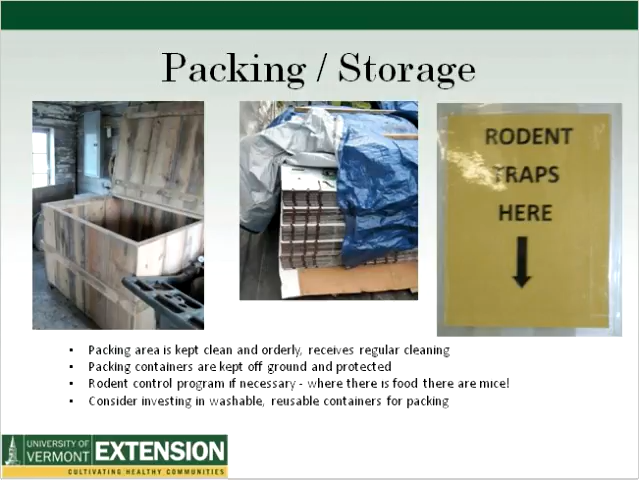 Packing / Storage
RODENT
TRAPS
HERE
• Packing area is kept clean and orderly, receives regular cleaning
• Packing containers are kept off ground and protected
• Rodent control program if necessary - where there is food there are mice!
• Consider investing in washable, reusable containers for packing
UNIVERSITY OF
VERMONT EXTENSION
CULTIVATING HEALTHY COMMUNITIES